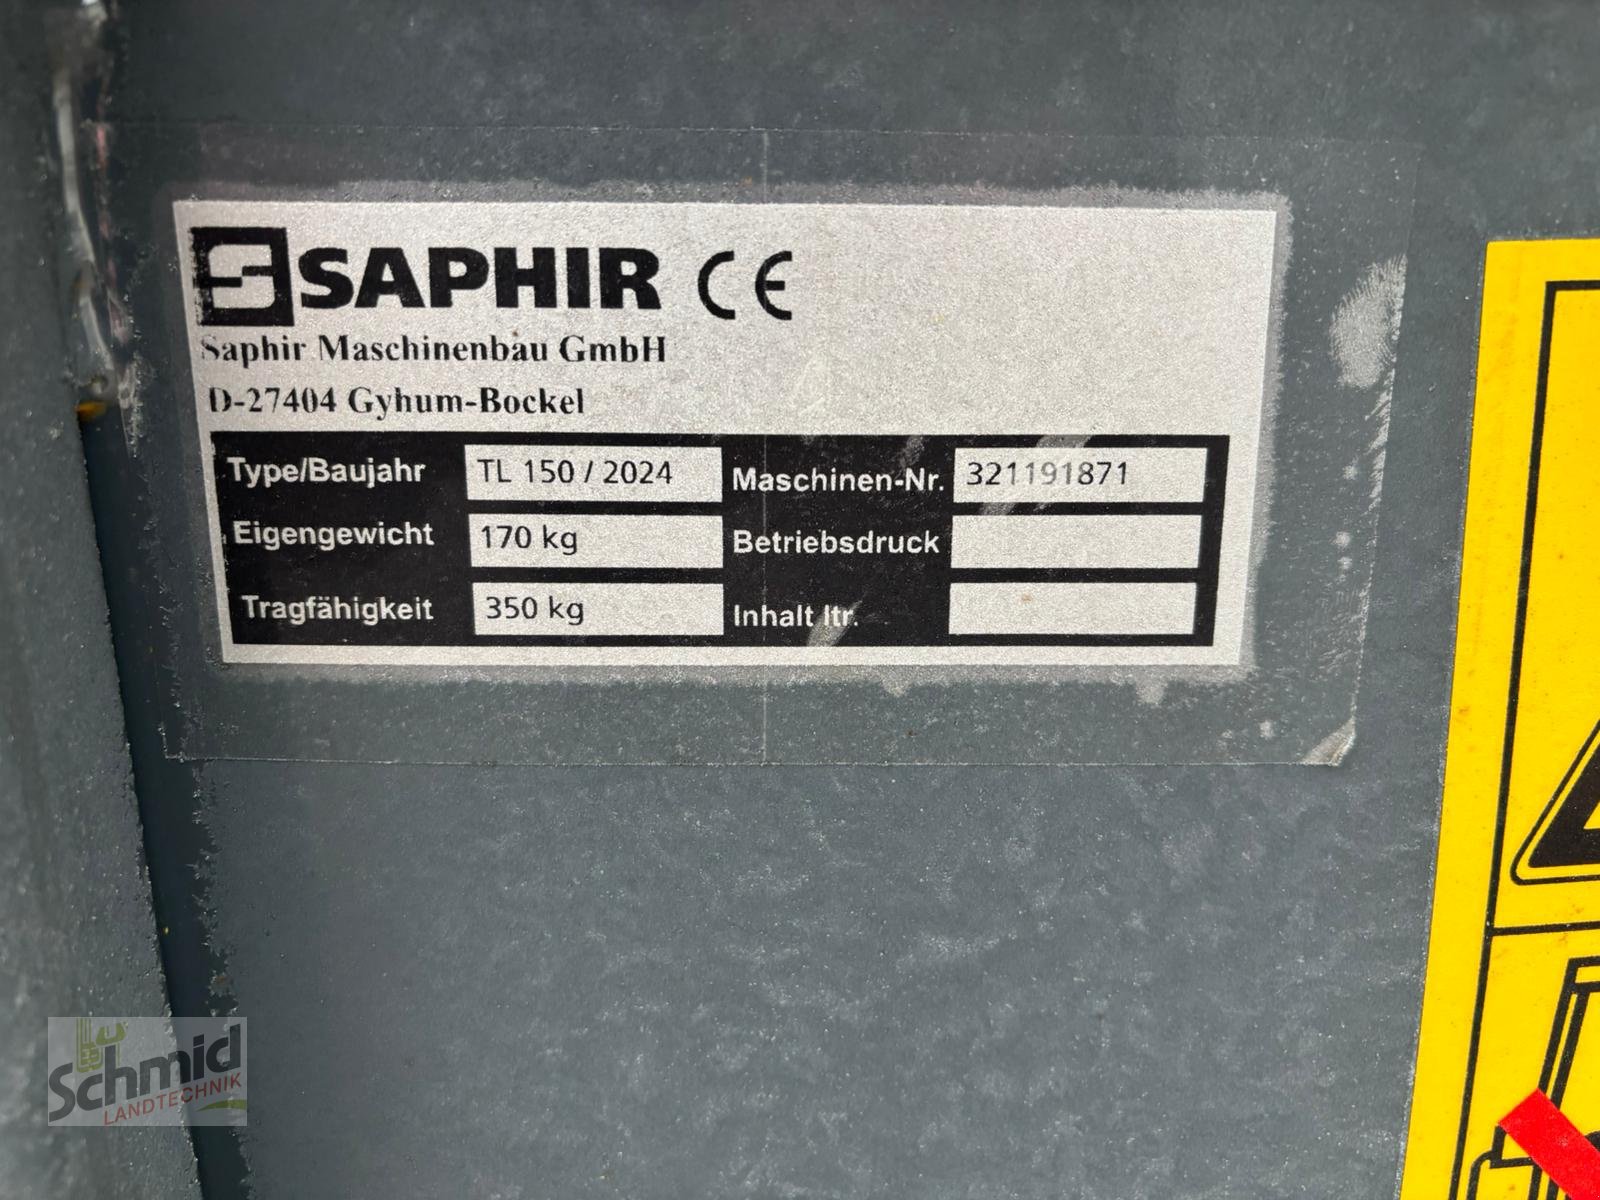 SAPHIR CE
Saphir Maschinenbau GmbH
D-27404 Gyhum-Bockel
Type/Baujahr TL 150 / 2024 Maschinen-Nr. 321191871
Eigengewicht 170 kg Betriebsdruck
Tragfähigkeit 350 kg Inhalt ltr.
Schmid
LANDTECHNIK